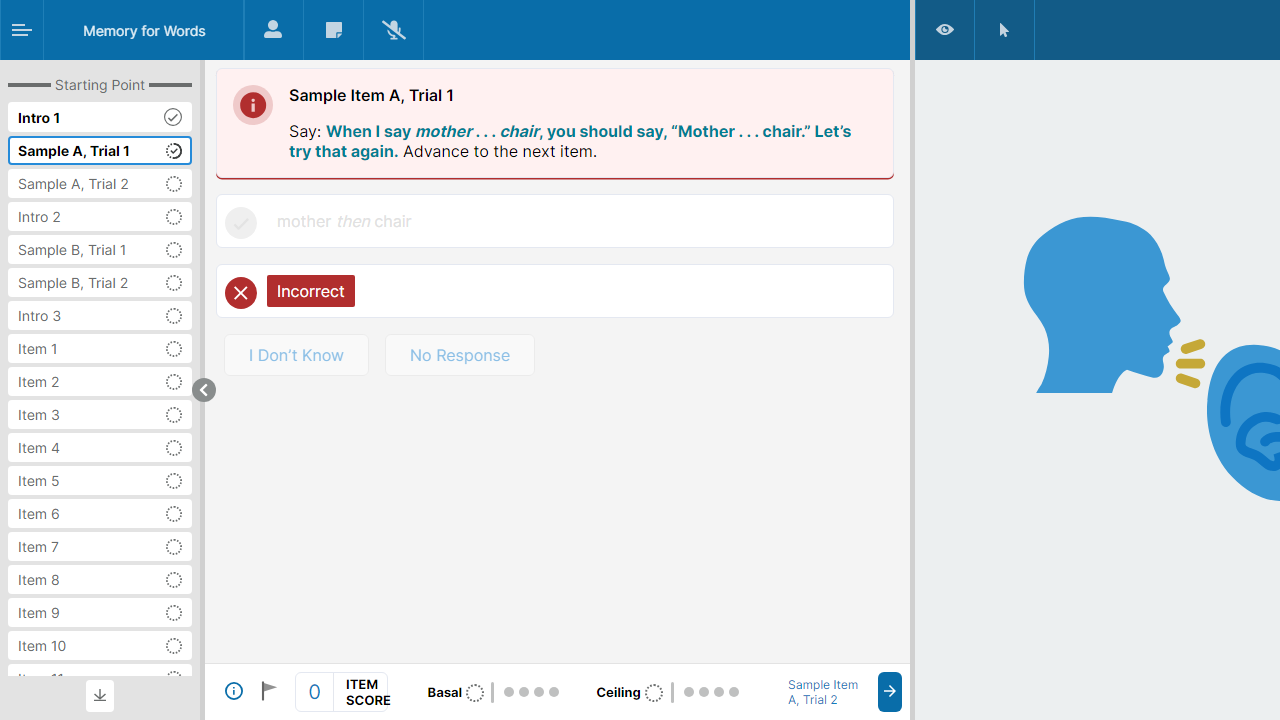 Memory for Words
Starting Point
Intro 1
Sample A, Trial 1
Sample A, Trial 2
Intro 2
Sample B, Trial 1
Sample B, Trial 2
Intro 3
Item 1
Item 2
Item 3
Item 4
Item 5
Item 6
Item 7
Item 8
Item 9
Item 10
Sample Item A, Trial 1
Say: When I say mother . . . chair, you should say, “Mother . . . chair.” Let’s
try that again. Advance to the next item.
mother then chair
Incorrect
I Don’t Know
No Response
0
ITEM
SCORE
Basal
Ceiling
Sample Item
A, Trial 2